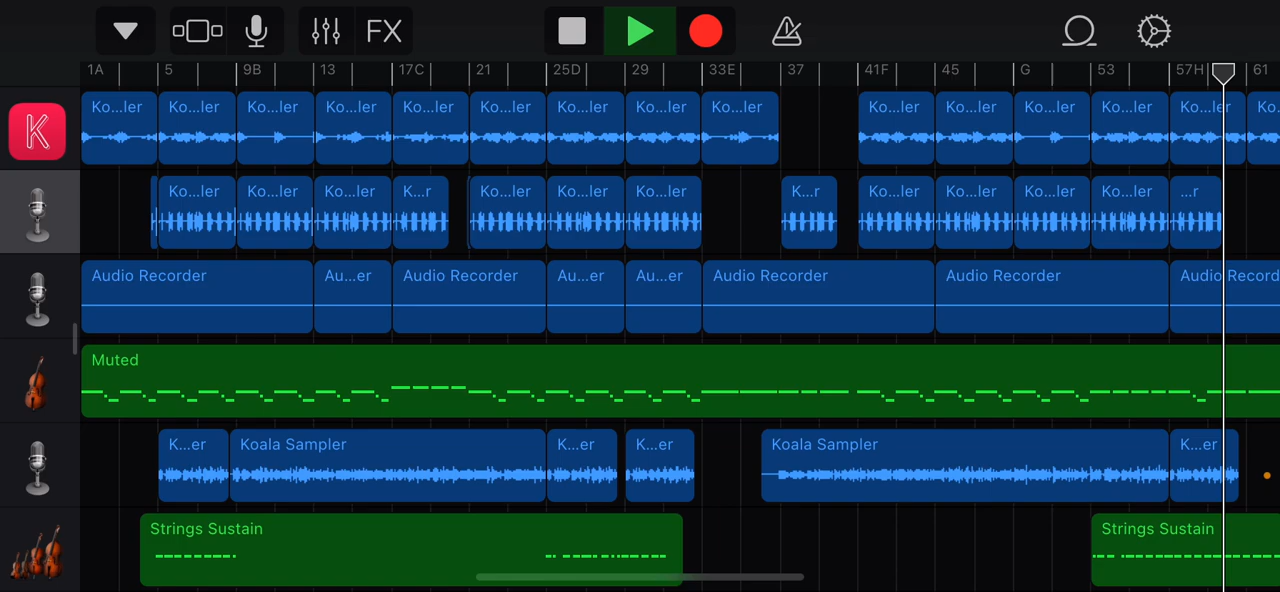 FX
1A 5 9B 13 17C 21 25D 29 33E 37 41F 45 G 53 57H 61
K
Ko...ler Ko...ler Ko...ler Ko...ler Ko...ler Ko...ler Ko...ler Ko...ler Ko...ler Ko...ler Ko...ler Ko...ler Ko...ler Ko...ler Ko.
Ko...ler Ko...ler Ko...ler K...r Ko...ler Ko...ler Ko...ler K...r Ko...ler Ko...ler Ko...ler Ko...ler ...r
Audio Recorder Au...er Audio Recorder Au...er Au...er Audio Recorder Audio Recorder Audio Record
Muted
K...er Koala Sampler K...er K...er Koala Sampler K...er
Strings Sustain Strings Sustain